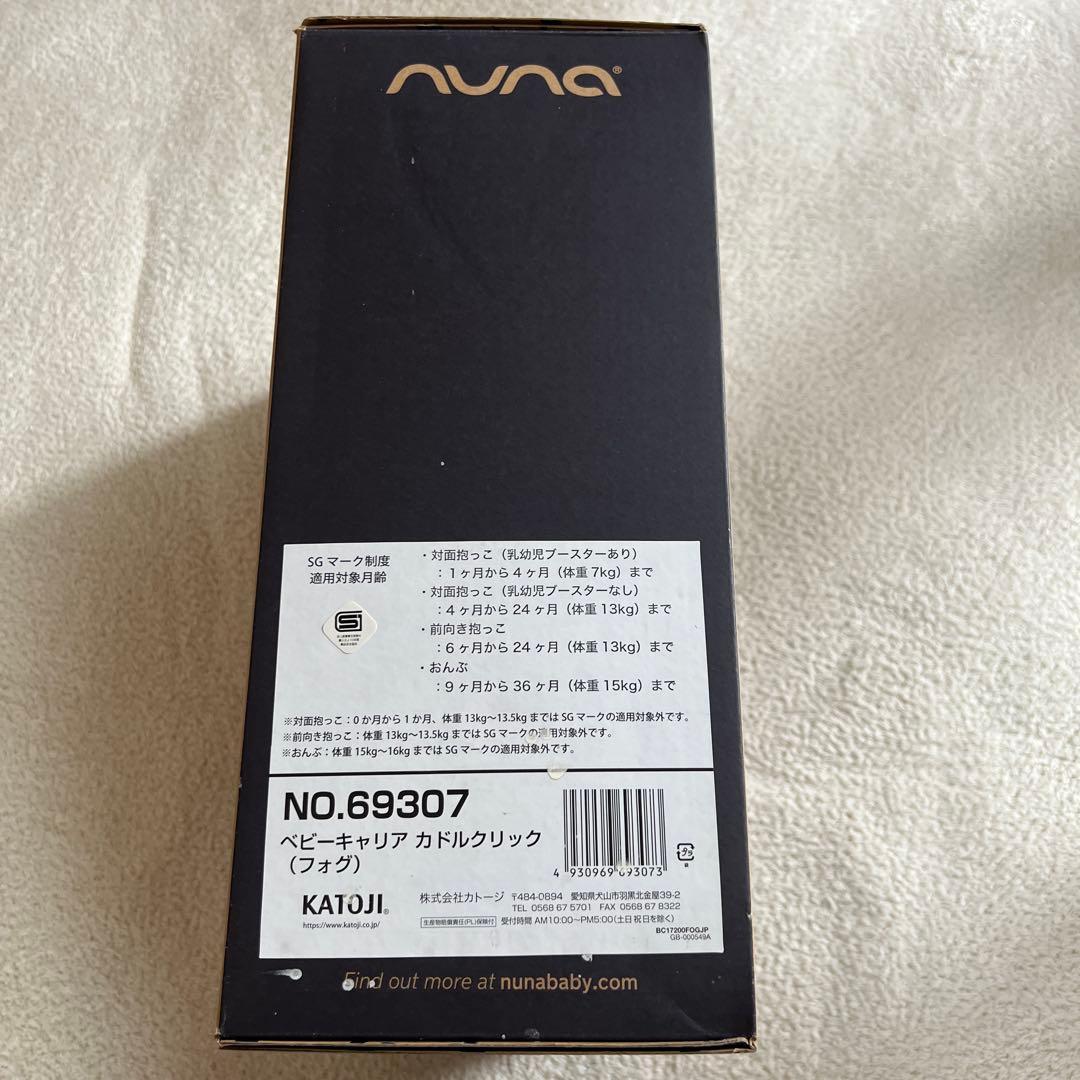 nuna®
SG マーク制度
適用対象月齢
・対面抱っこ（乳幼児ブースターあり）
：1ヶ月から4ヶ月（体重7kg）まで
・対面抱っこ（乳幼児ブースターなし）
：4ヶ月から24ヶ月（体重13kg）まで
・前向き抱っこ
：6ヶ月から24ヶ月（体重13kg）まで
・おんぶ
：9ヶ月から36ヶ月（体重15kg）まで
※対面抱っこ：0か月から1か月、体重13kg〜13.5kgまではSGマークの適用対象外です。
※前向き抱っこ：体重13kg〜13.5kgまではSGマークの適用対象外です。
※おんぶ：体重15kg〜16kgまではSGマークの適用対象外です。
NO.69307
ベビーキャリア カドルクリック
（フォグ）
4 930969 693073
プラ
KATOJI®
https://www.katoji.co.jp/
株式会社カトージ 〒484-0894 愛知県犬山市羽黒北金屋39-2
TEL 0568 67 5701 FAX 0568 67 8322
生産物賠償責任(PL)保険付 受付時間 AM10:00〜PM5:00(土日祝日を除く)
BC17200FOGJP
GB-000549A
Find out more at nunababy.com